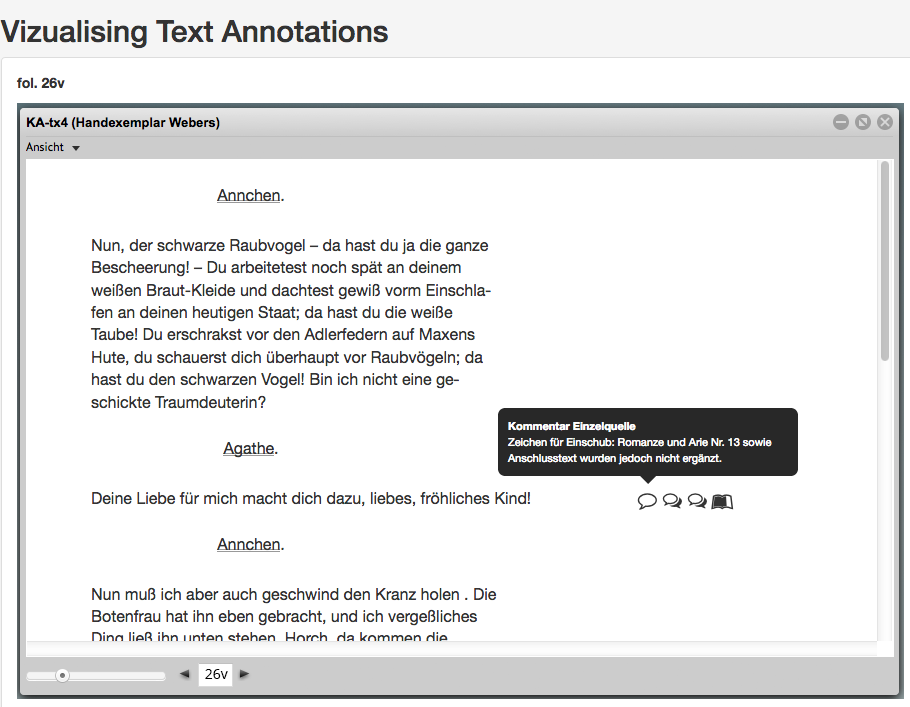 Vizualising Text Annotations
fol. 26v
KA-tx4 (Handexemplar Webers)
Ansicht
Annchen.
Nun, der schwarze Raubvogel – da hast du ja die ganze
Bescheerung! – Du arbeitetest noch spät an deinem
weißen Braut-Kleide und dachtest gewiß vorm Einschla-
fen an deinen heutigen Staat; da hast du die weiße
Taube! Du erschrakst vor den Adlerfedern auf Maxens
Hute, du schauerst dich überhaupt vor Raubvögeln; da
hast du den schwarzen Vogel! Bin ich nicht eine ge-
schickte Traumdeuterin?
Kommentar Einzelquelle
Zeichen für Einschub: Romanze und Arie Nr. 13 sowie
Anschlusstext wurden jedoch nicht ergänzt.
Agathe.
Deine Liebe für mich macht dich dazu, liebes, fröhliches Kind!
Annchen.
Nun muß ich aber auch geschwind den Kranz holen . Die
Botenfrau hat ihn eben gebracht, und ich vergeßliches
Ding ließ ihn unten stehen. Horch, da kommen die
26v